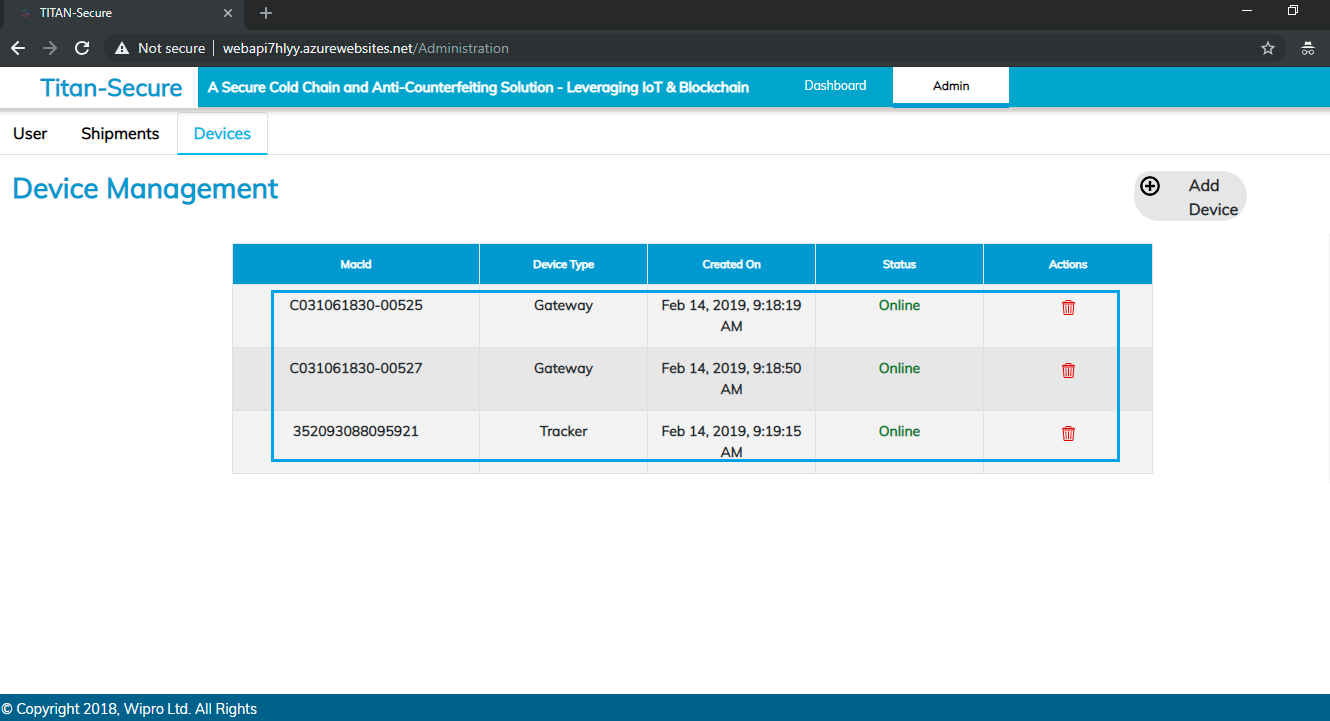 TITAN-Secure
Not secure | webapi7hlyy.azurewebsites.net/Administration
Titan-Secure
A Secure Cold Chain and Anti-Counterfeiting Solution - Leveraging IoT & Blockchain
Dashboard
Admin
User
Shipments
Devices
Device Management
Add
Device
MacId Device Type Created On Status Actions
C031061830-00525 Gateway Feb 14, 2019, 9:18:19 Online
AM
C031061830-00527 Gateway Feb 14, 2019, 9:18:50 Online
AM
352093088095921 Tracker Feb 14, 2019, 9:19:15 Online
AM
© Copyright 2018, Wipro Ltd. All Rights